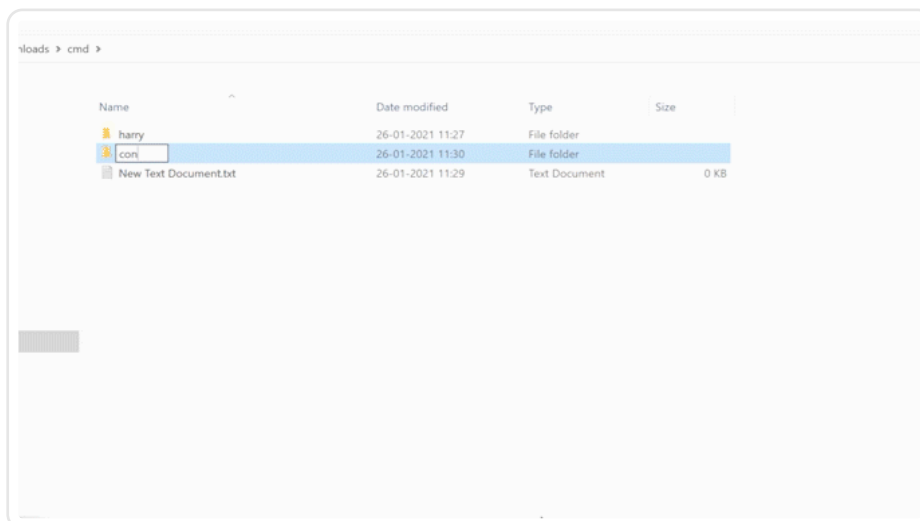 nloads > cmd >
Name Date modified Type Size
harry 26-01-2021 11:27 File folder
con 26-01-2021 11:30 File folder
New Text Document.txt 26-01-2021 11:29 Text Document 0 KB